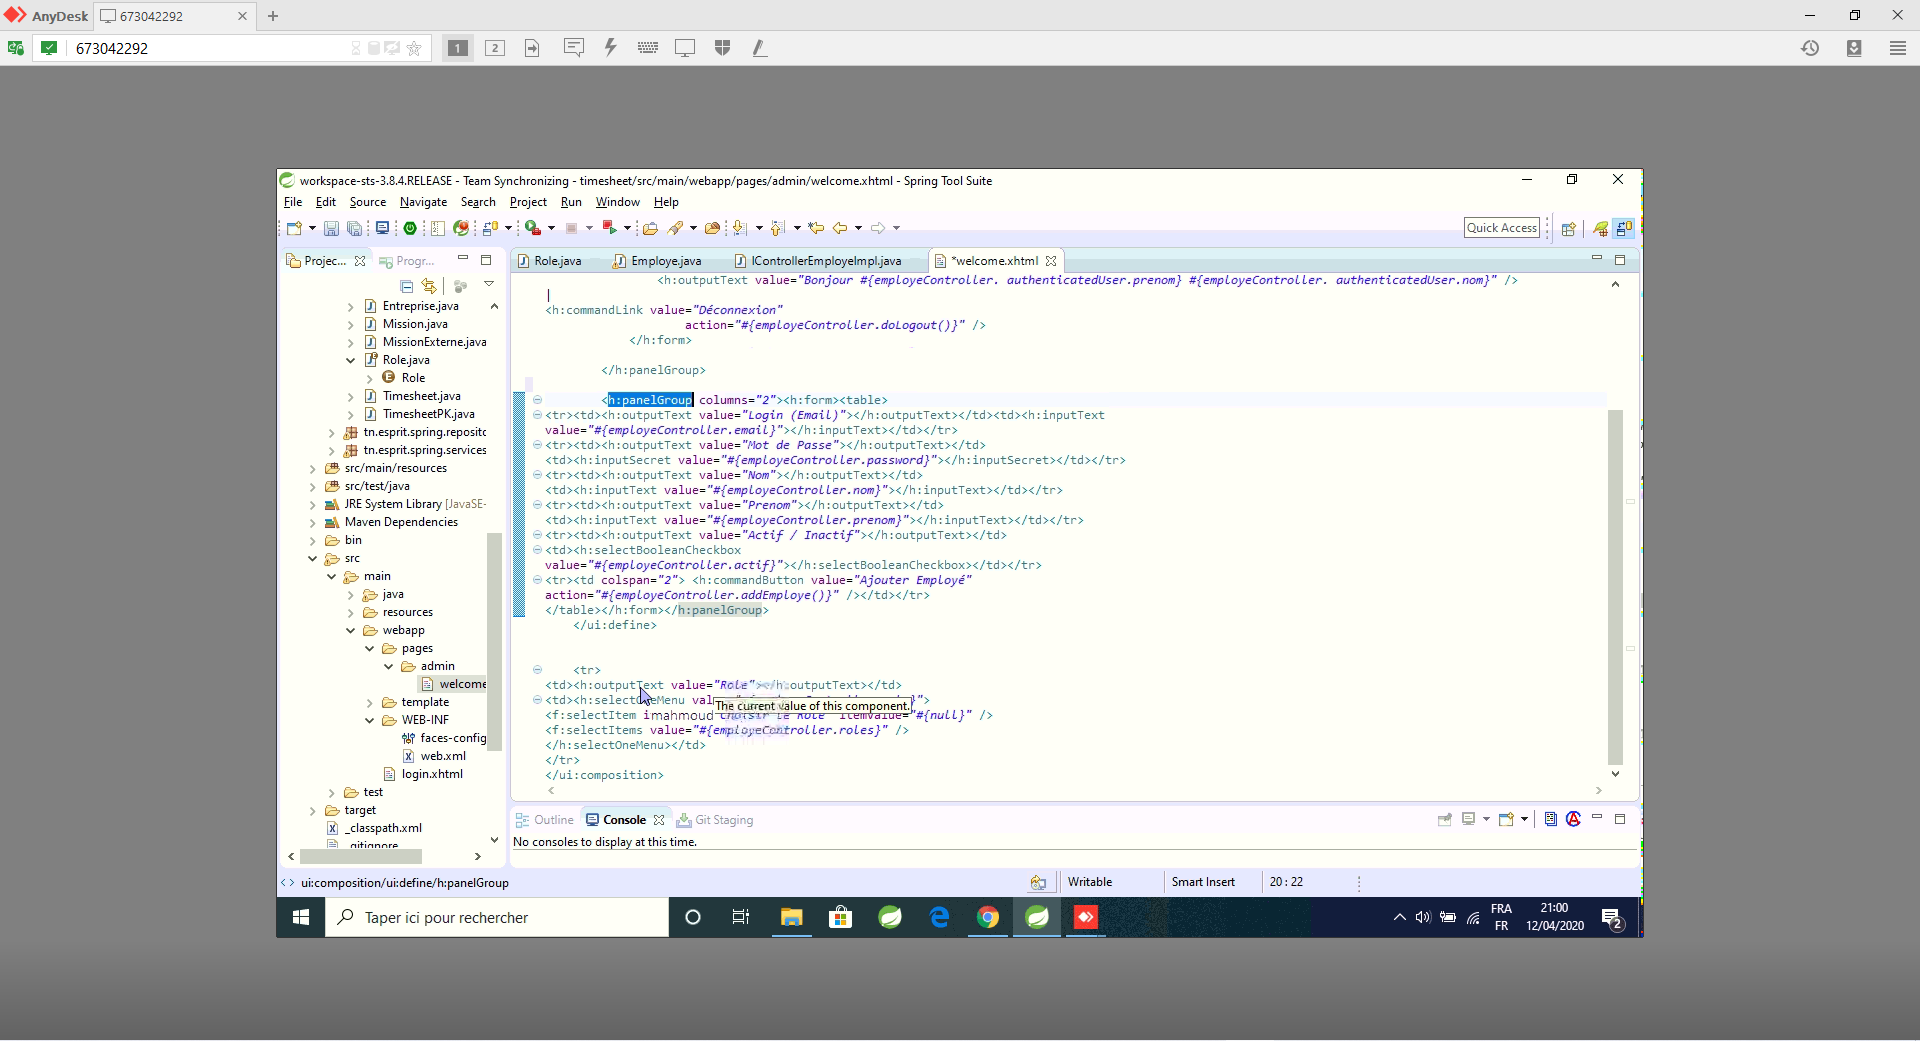 AnyDesk 673042292
673042292 1 2
workspace-sts-3.8.4.RELEASE - Team Synchronizing - timesheet/src/main/webapp/pages/admin/welcome.xhtml - Spring Tool Suite
File Edit Source Navigate Search Project Run Window Help
Quick Access
Projec... Progr...
Entreprise.java
Mission.java
MissionExterne.java
Role.java
Role
Timesheet.java
TimesheetPK.java
tn.esprit.spring.reposito
tn.esprit.spring.services
src/main/resources
src/test/java
JRE System Library [JavaSE-
Maven Dependencies
bin
src
main
java
resources
webapp
pages
admin
welcome
template
WEB-INF
faces-config
web.xml
login.xhtml
test
target
_classpath.xml
.gitignore
Role.java Employe.java IControllerEmployeImpl.java *welcome.xhtml
<h:outputText value="Bonjour #{employeController. authenticatedUser.prenom} #{employeController. authenticatedUser.nom}" />
|
<h:commandLink value="Déconnexion"
action="#{employeController.doLogout()}" />
</h:form>
</h:panelGroup>
<h:panelGroup columns="2"><h:form><table>
<tr><td><h:outputText value="Login (Email)"></h:outputText></td><td><h:inputText
value="#{employeController.email}"></h:inputText></td></tr>
<tr><td><h:outputText value="Mot de Passe"></h:outputText></td>
<td><h:inputSecret value="#{employeController.password}"></h:inputSecret></td></tr>
<tr><td><h:outputText value="Nom"></h:outputText></td>
<td><h:inputText value="#{employeController.nom}"></h:inputText></td></tr>
<tr><td><h:outputText value="Prenom"></h:outputText></td>
<td><h:inputText value="#{employeController.prenom}"></h:inputText></td></tr>
<tr><td><h:outputText value="Actif / Inactif"></h:outputText></td>
<td><h:selectBooleanCheckbox
value="#{employeController.actif}"></h:selectBooleanCheckbox></td></tr>
<tr><td colspan="2"> <h:commandButton value="Ajouter Employé"
action="#{employeController.addEmploye()}" /></td></tr>
</table></h:form></h:panelGroup>
</ui:define>
<tr>
<td><h:outputText value="Role"></h:outputText></td>
<td><h:selectOneMenu }">
The current value of this component.
<f:selectItem mahmoud ="#{null}" />
<f:selectItems value="#{employeController.roles}" />
</h:selectOneMenu></td>
</tr>
</ui:composition>
Outline Console Git Staging
No consoles to display at this time.
ui:composition/ui:define/h:panelGroup Writable Smart Insert 20 : 22
Taper ici pour rechercher
FRA
FR
21:00
12/04/2020
2